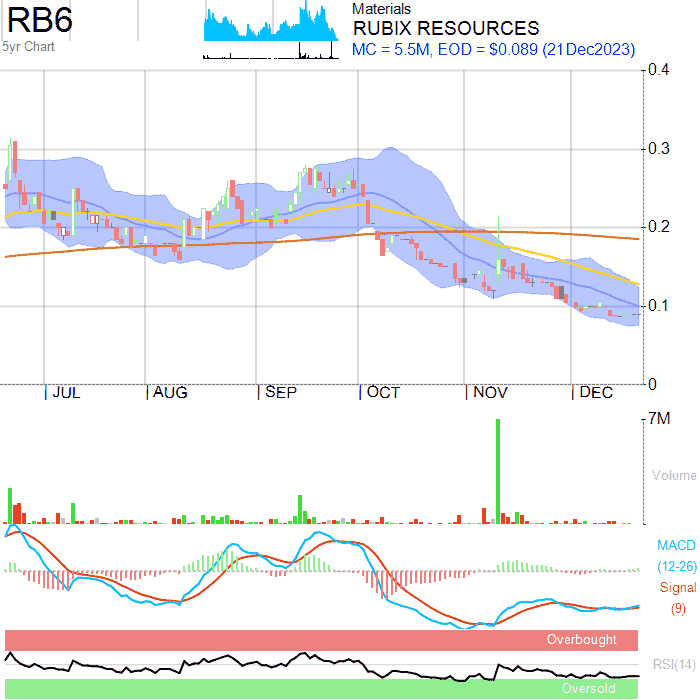 RB6
5yr Chart
Materials
RUBIX RESOURCES
MC = 5.5M, EOD = $0.089 (21Dec2023)
0.4
0.3
0.2
0.1
0
JUL AUG SEP OCT NOV DEC
7M
Volume
MACD
(12-26)
Signal
(9)
Overbought
RSI(14)
Oversold